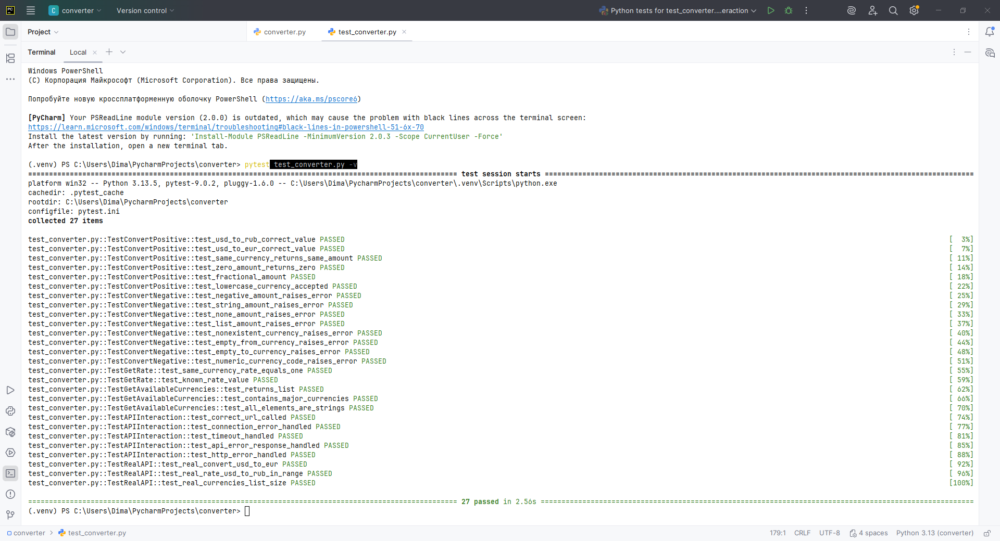 PC
C converter
Version control
Python tests for test_converter....eraction
Project
converter.py
test_converter.py
Terminal
Local
Windows PowerShell
(C) Корпорация Майкрософт (Microsoft Corporation). Все права защищены.
Попробуйте новую кроссплатформенную оболочку PowerShell (https://aka.ms/pscore6)
[PyCharm] Your PSReadLine module version (2.0.0) is outdated, which may cause the problem with black lines across the terminal screen:
https://learn.microsoft.com/windows/terminal/troubleshooting#black-lines-in-powershell-51-6x-70
Install the latest version by running: 'Install-Module PSReadLine -MinimumVersion 2.0.3 -Scope CurrentUser -Force'
After the installation, open a new terminal tab.
(.venv) PS C:\Users\Dima\PycharmProjects\converter> pytest test_converter.py -v
======================================================================================================= test session starts ========================================================================================================
platform win32 -- Python 3.13.5, pytest-9.0.2, pluggy-1.6.0 -- C:\Users\Dima\PycharmProjects\converter\.venv\Scripts\python.exe
cachedir: .pytest_cache
rootdir: C:\Users\Dima\PycharmProjects\converter
configfile: pytest.ini
collected 27 items
test_converter.py::TestConvertPositive::test_usd_to_rub_correct_value PASSED [  3%]
test_converter.py::TestConvertPositive::test_usd_to_eur_correct_value PASSED [  7%]
test_converter.py::TestConvertPositive::test_same_currency_returns_same_amount PASSED [ 11%]
test_converter.py::TestConvertPositive::test_zero_amount_returns_zero PASSED [ 14%]
test_converter.py::TestConvertPositive::test_fractional_amount PASSED [ 18%]
test_converter.py::TestConvertPositive::test_lowercase_currency_accepted PASSED [ 22%]
test_converter.py::TestConvertNegative::test_negative_amount_raises_error PASSED [ 25%]
test_converter.py::TestConvertNegative::test_string_amount_raises_error PASSED [ 29%]
test_converter.py::TestConvertNegative::test_none_amount_raises_error PASSED [ 33%]
test_converter.py::TestConvertNegative::test_list_amount_raises_error PASSED [ 37%]
test_converter.py::TestConvertNegative::test_nonexistent_currency_raises_error PASSED [ 40%]
test_converter.py::TestConvertNegative::test_empty_from_currency_raises_error PASSED [ 44%]
test_converter.py::TestConvertNegative::test_empty_to_currency_raises_error PASSED [ 48%]
test_converter.py::TestConvertNegative::test_numeric_currency_code_raises_error PASSED [ 51%]
test_converter.py::TestGetRate::test_same_currency_rate_equals_one PASSED [ 55%]
test_converter.py::TestGetRate::test_known_rate_value PASSED [ 59%]
test_converter.py::TestGetAvailableCurrencies::test_returns_list PASSED [ 62%]
test_converter.py::TestGetAvailableCurrencies::test_contains_major_currencies PASSED [ 66%]
test_converter.py::TestGetAvailableCurrencies::test_all_elements_are_strings PASSED [ 70%]
test_converter.py::TestAPIInteraction::test_correct_url_called PASSED [ 74%]
test_converter.py::TestAPIInteraction::test_connection_error_handled PASSED [ 77%]
test_converter.py::TestAPIInteraction::test_timeout_handled PASSED [ 81%]
test_converter.py::TestAPIInteraction::test_api_error_response_handled PASSED [ 85%]
test_converter.py::TestAPIInteraction::test_http_error_handled PASSED [ 88%]
test_converter.py::TestRealAPI::test_real_convert_usd_to_eur PASSED [ 92%]
test_converter.py::TestRealAPI::test_real_rate_usd_to_rub_in_range PASSED [ 96%]
test_converter.py::TestRealAPI::test_real_currencies_list_size PASSED [100%]
======================================================================================================= 27 passed in 2.56s ========================================================================================================
(.venv) PS C:\Users\Dima\PycharmProjects\converter>
converter > test_converter.py
179:1 CRLF UTF-8 4 spaces Python 3.13 (converter)